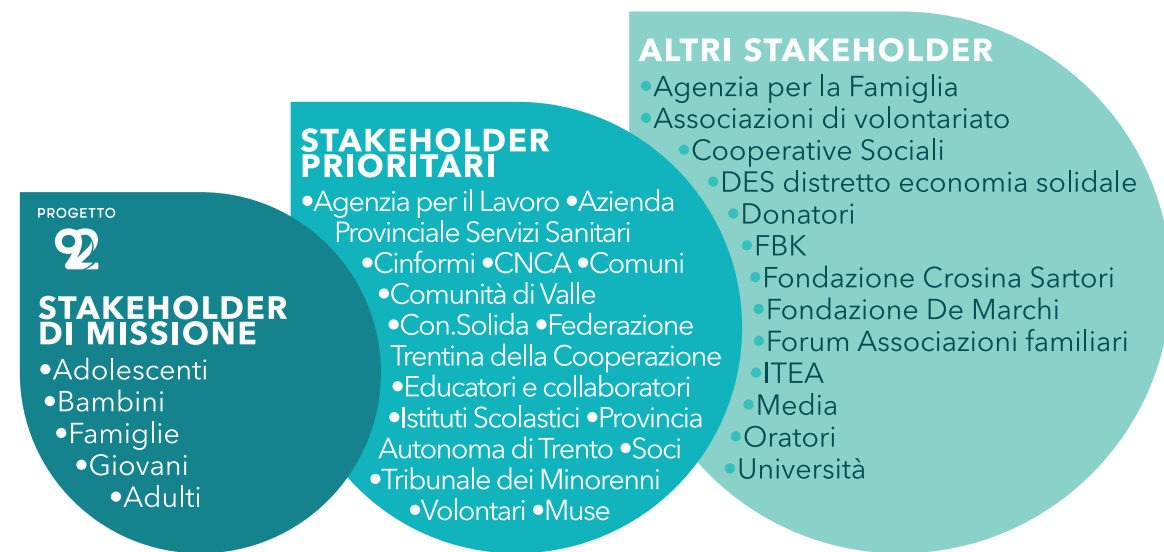 PROGETTO
92
STAKEHOLDER
DI MISSIONE
•Adolescenti
•Bambini
•Famiglie
•Giovani
•Adulti
STAKEHOLDER
PRIORITARI
•Agenzia per il Lavoro •Azienda
Provinciale Servizi Sanitari
•Cinformi •CNCA •Comuni
•Comunità di Valle
•Con.Solida •Federazione
Trentina della Cooperazione
•Educatori e collaboratori
•Istituti Scolastici •Provincia
Autonoma di Trento •Soci
•Tribunale dei Minorenni
•Volontari •Muse
ALTRI STAKEHOLDER
•Agenzia per la Famiglia
•Associazioni di volontariato
•Cooperative Sociali
•DES distretto economia solidale
•Donatori
•FBK
•Fondazione Crosina Sartori
•Fondazione De Marchi
•Forum Associazioni familiari
•ITEA
•Media
•Oratori
•Università